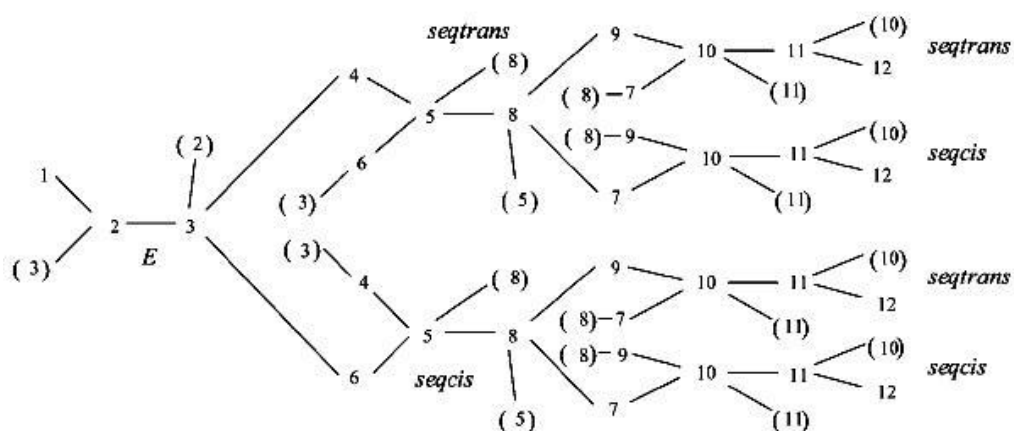 (10)
seqtrans 9 10 11 seqtrans
(8) 12
4
(8) 7 (11)
5 8
(8) 9 (10)
(2)
6 10 11 seqcis
1 12
(3) (5) 7 (11)
2 3
(3) E
(3) 9 (10)
4 (8) 10 11 seqtrans
12
(8) 7 (11)
5 8
(8) 9 (10)
6 seqcis 10 11 seqcis
12
7
(5) (11)